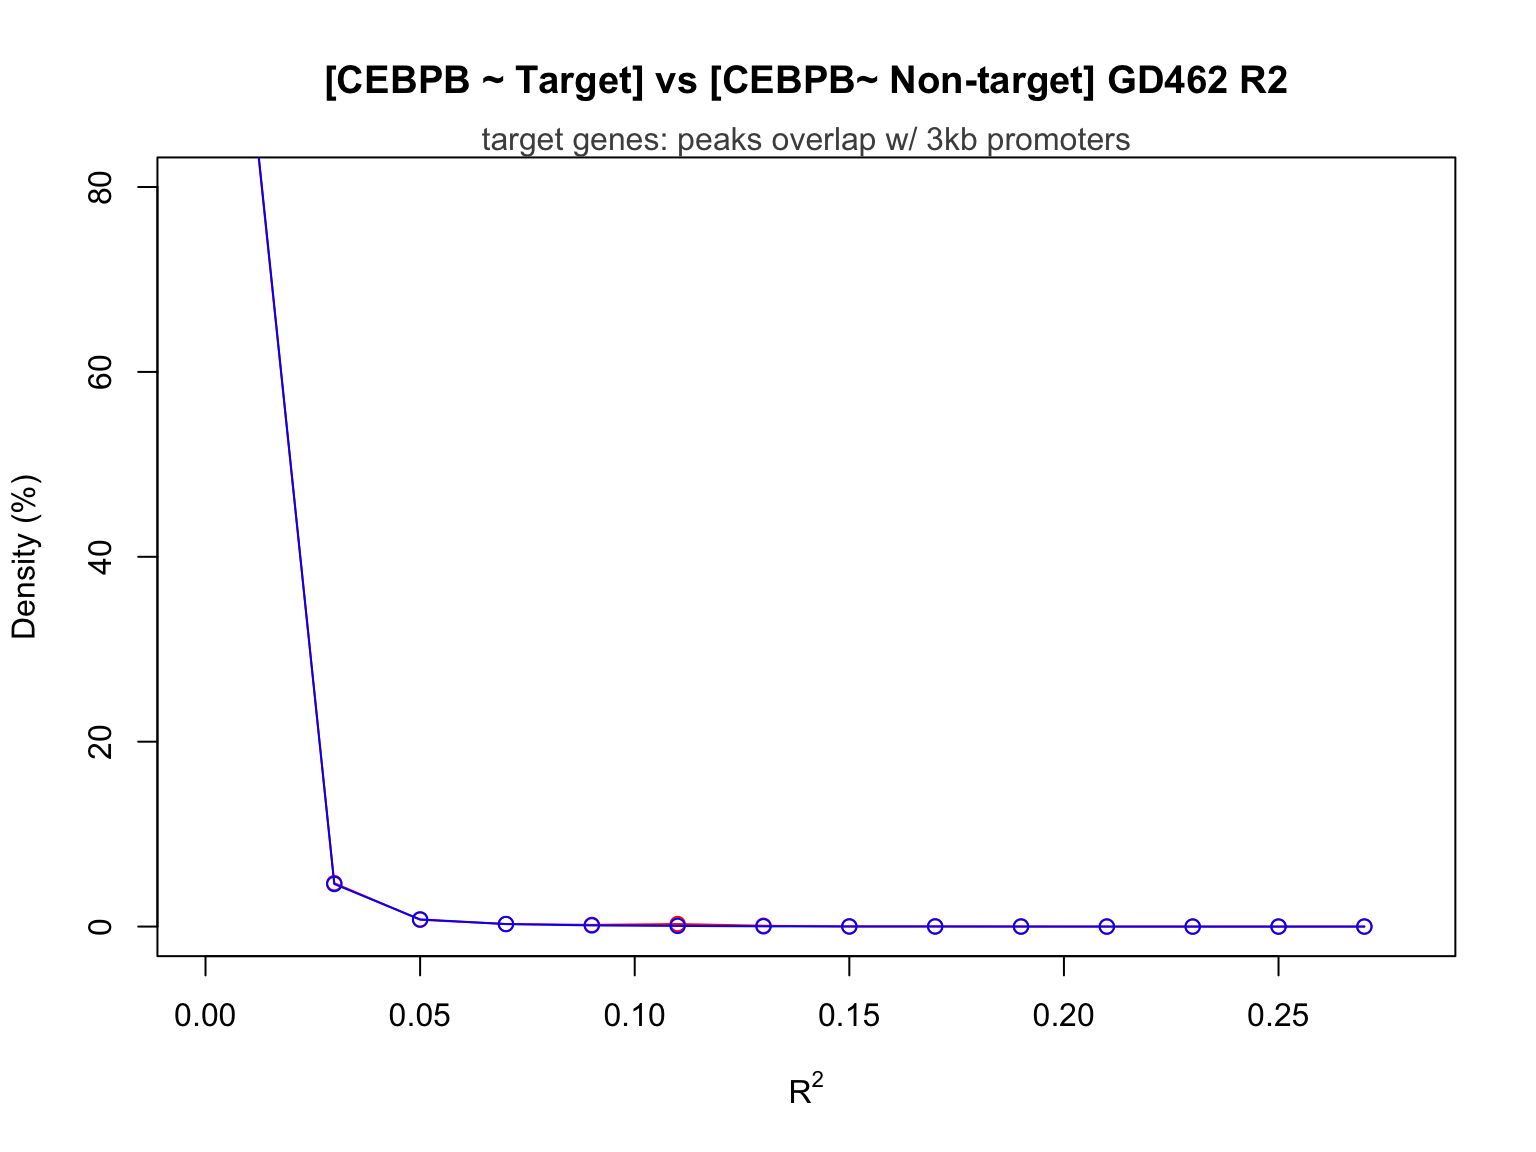 [CEBPB ~ Target] vs [CEBPB~ Non-target] GD462 R2
target genes: peaks overlap w/ 3kb promoters
80
60
40
20
0
Density (%)
0.00 0.05 0.10 0.15 0.20 0.25
R²